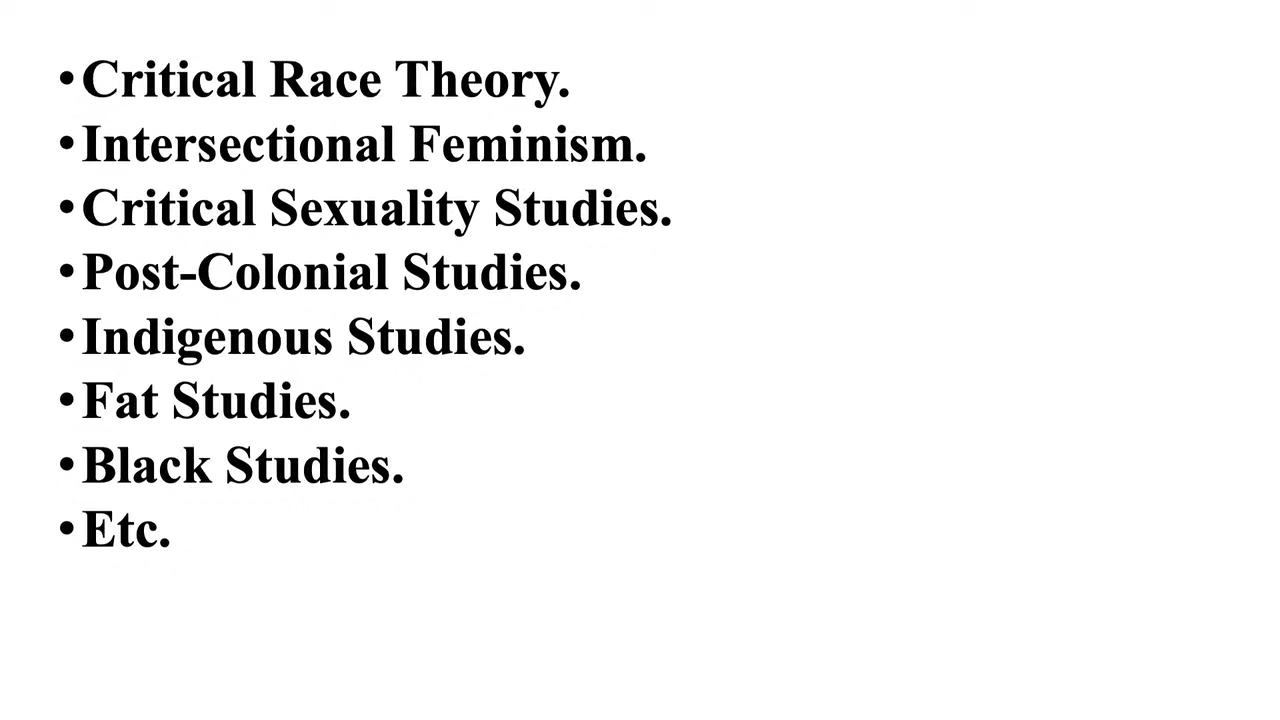 •Critical Race Theory.
•Intersectional Feminism.
•Critical Sexuality Studies.
•Post-Colonial Studies.
•Indigenous Studies.
•Fat Studies.
•Black Studies.
•Etc.